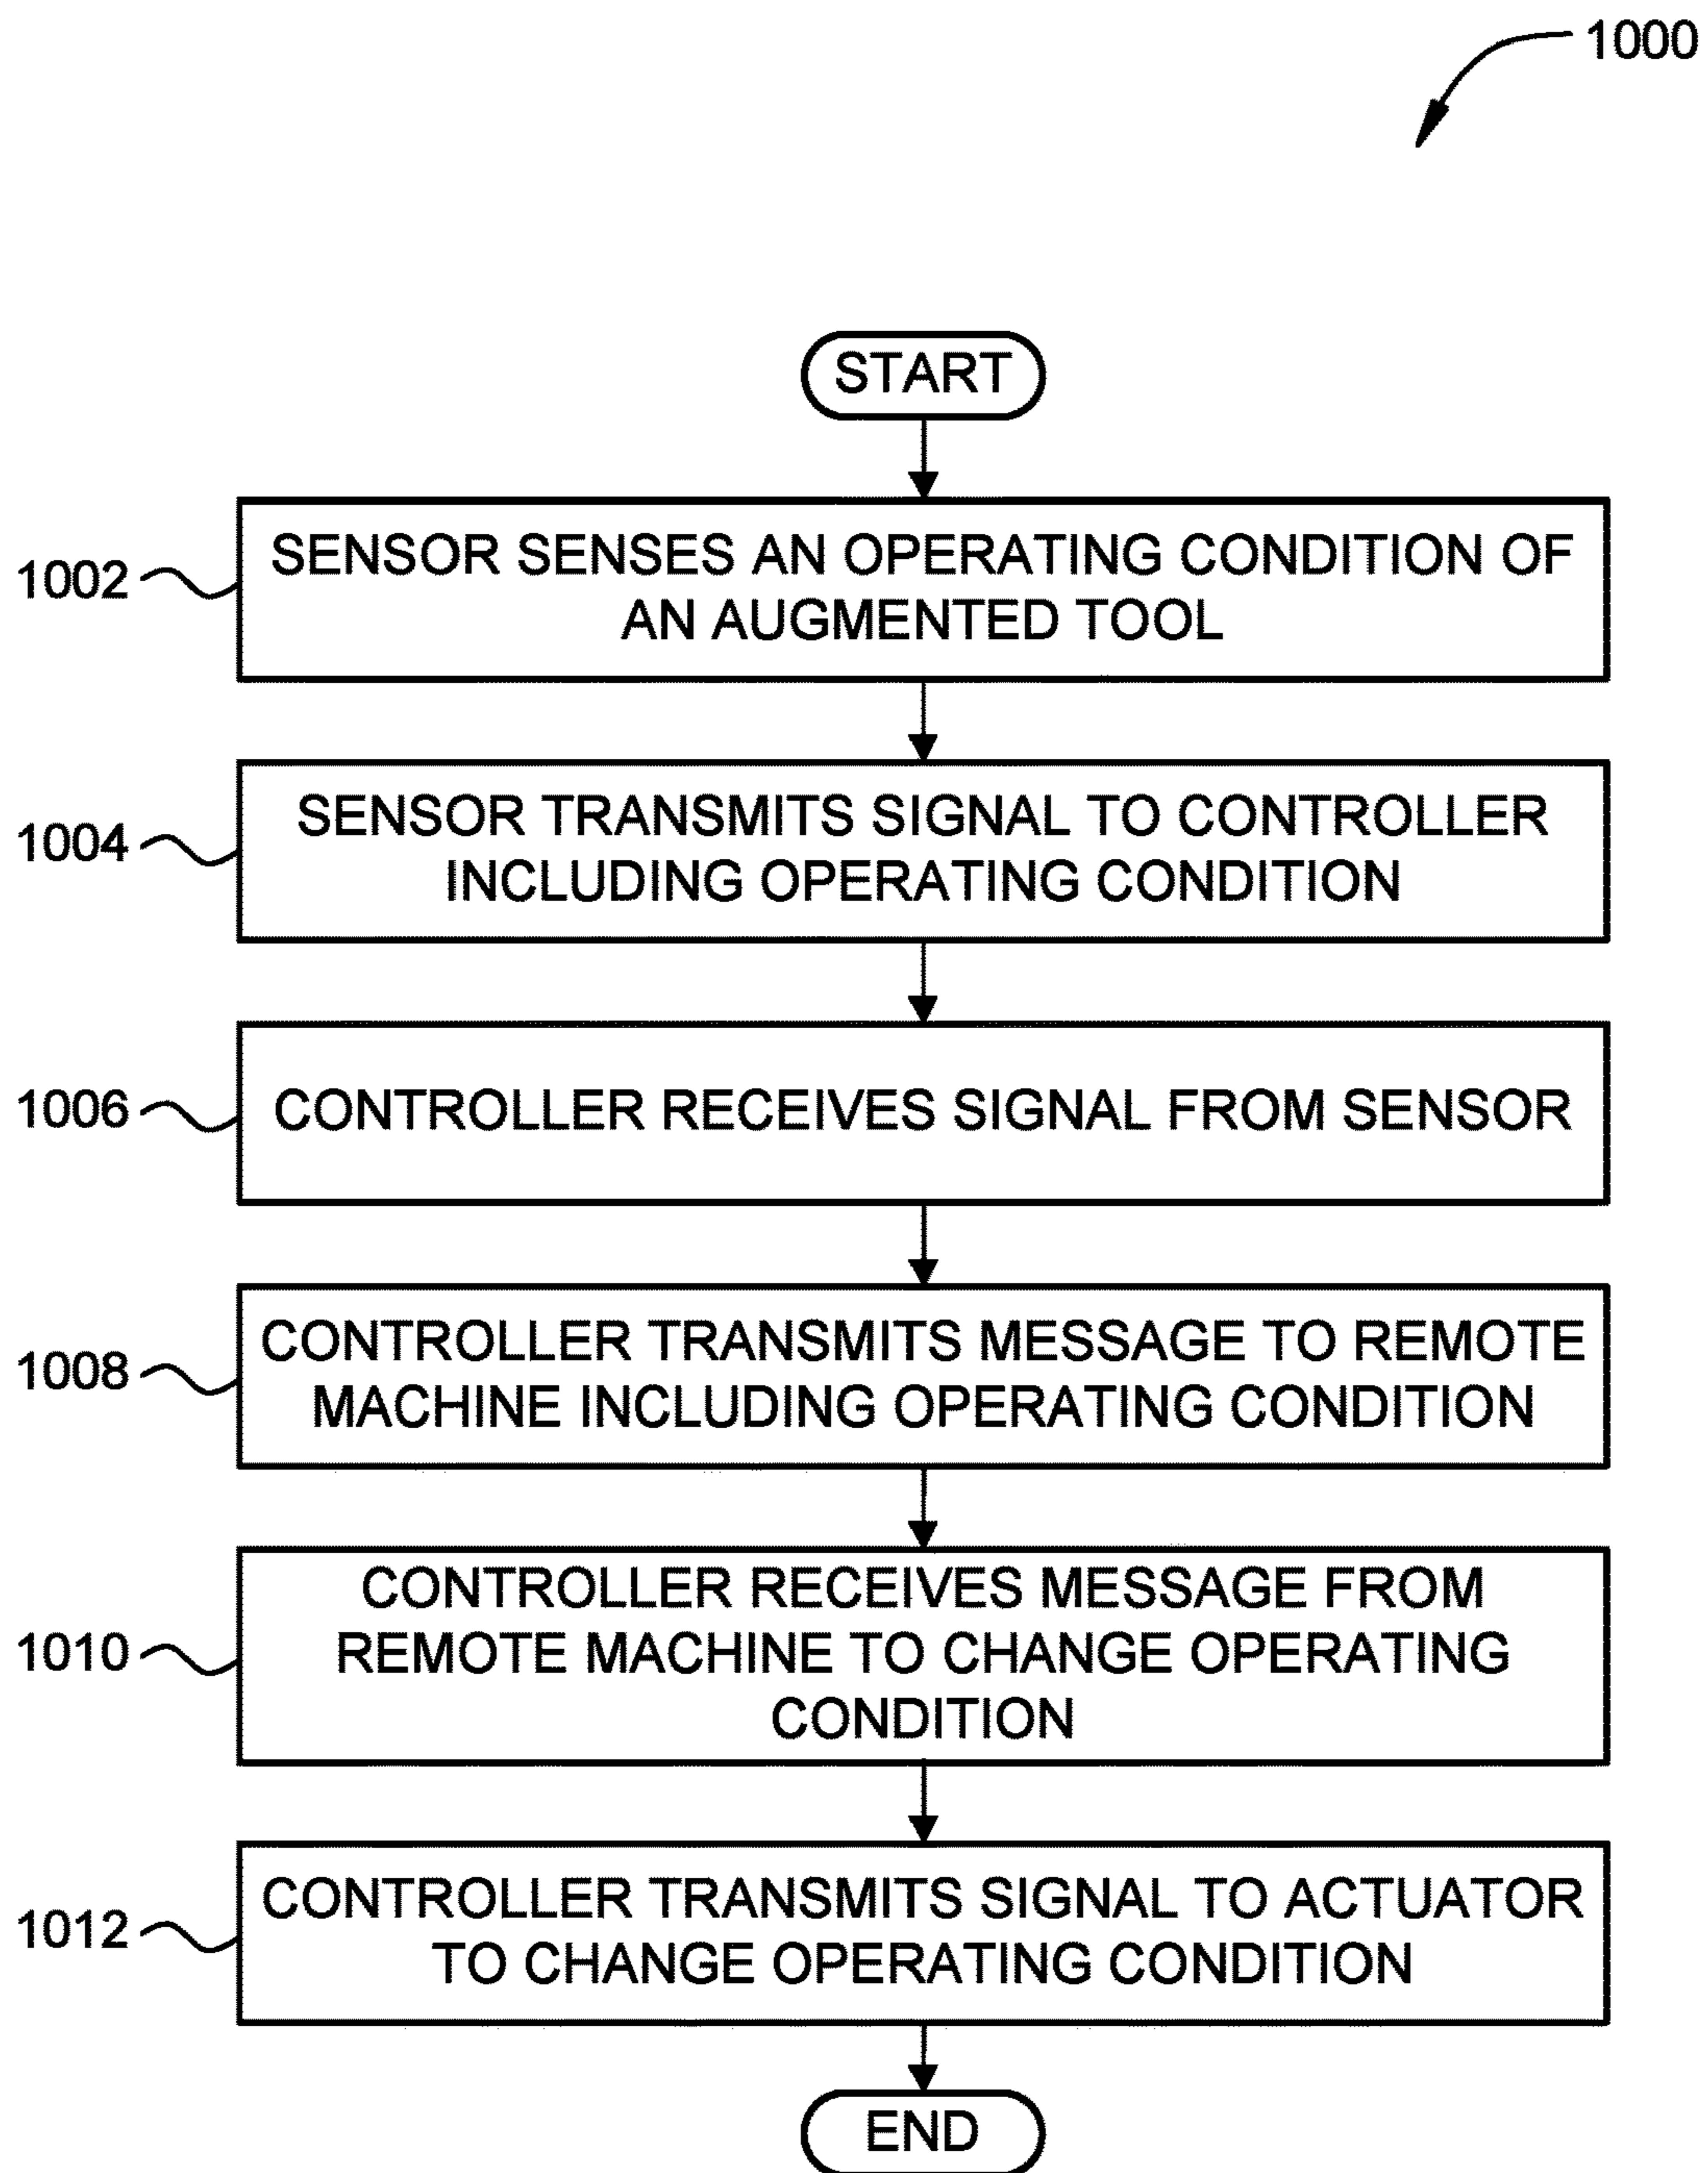 1000
START
1002
SENSOR SENSES AN OPERATING CONDITION OF
AN AUGMENTED TOOL
1004
SENSOR TRANSMITS SIGNAL TO CONTROLLER
INCLUDING OPERATING CONDITION
1006
CONTROLLER RECEIVES SIGNAL FROM SENSOR
1008
CONTROLLER TRANSMITS MESSAGE TO REMOTE
MACHINE INCLUDING OPERATING CONDITION
1010
CONTROLLER RECEIVES MESSAGE FROM
REMOTE MACHINE TO CHANGE OPERATING
CONDITION
1012
CONTROLLER TRANSMITS SIGNAL TO ACTUATOR
TO CHANGE OPERATING CONDITION
END